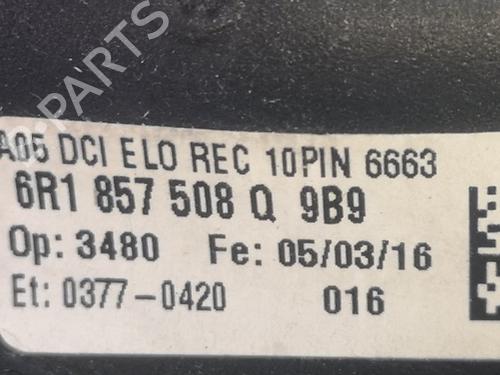 A05 DCI ELO REC 10PIN 6663
6R1 857 508 Q 9B9
Op: 3480 Fe: 05/03/16
Et: 0377-0420 016